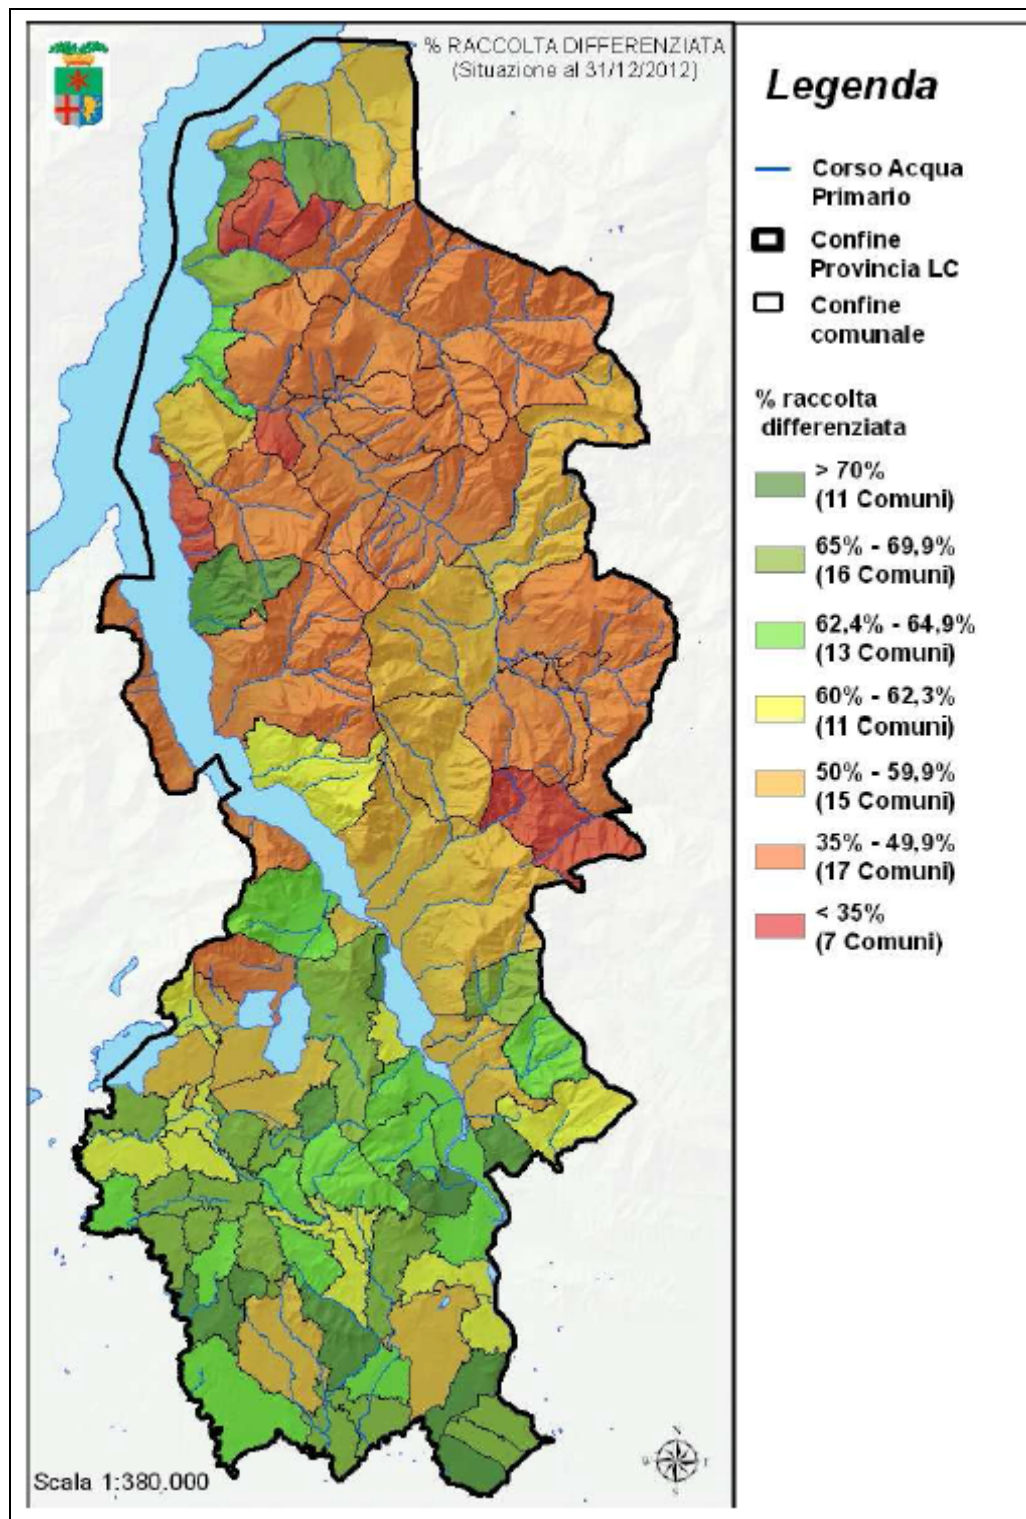 % RACCOLTA DIFFERENZIATA
(Situazione al 31/12/2012)
Scala 1:380.000
N
S
Legenda
Corso Acqua
Primario
Confine
Provincia LC
Confine
comunale
% raccolta
differenziata
> 70%
(11 Comuni)
65% - 69,9%
(16 Comuni)
62,4% - 64,9%
(13 Comuni)
60% - 62,3%
(11 Comuni)
50% - 59,9%
(15 Comuni)
35% - 49,9%
(17 Comuni)
< 35%
(7 Comuni)